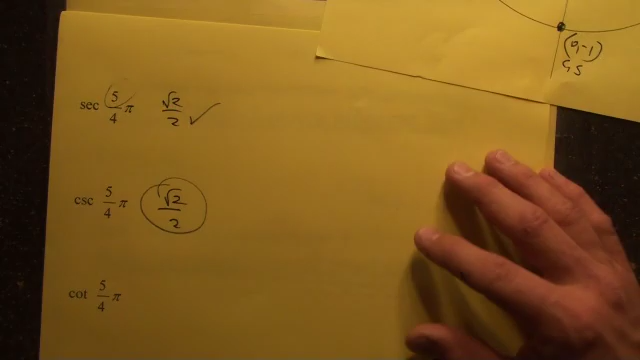 (0,-1)
C, S
sec 5/4 π √2/2 ✓
csc 5/4 π √2/2
cot 5/4 π